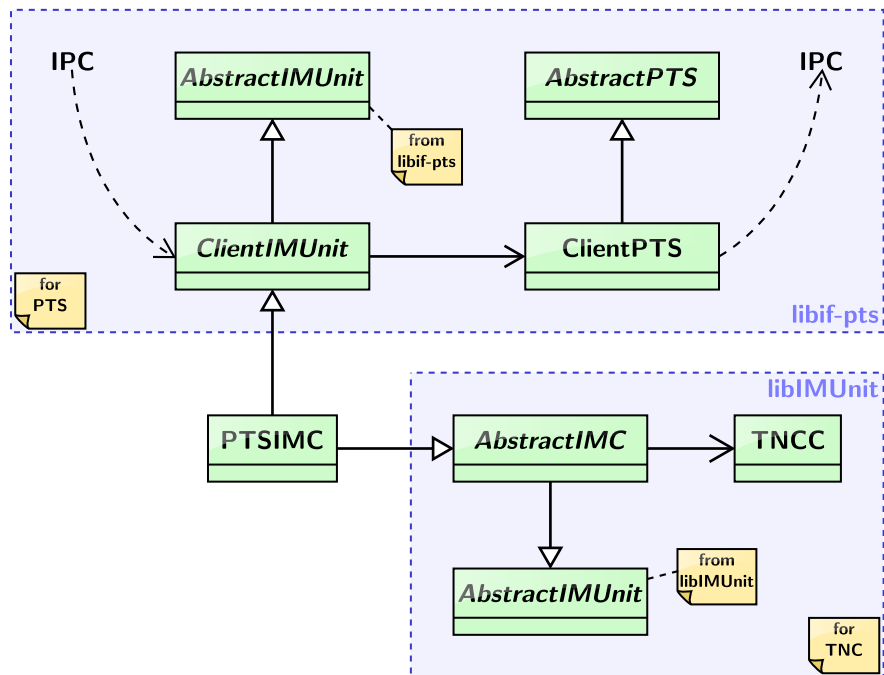 IPC
AbstractIMUnit
AbstractPTS
IPC
from
libif-pts
ClientIMUnit
ClientPTS
for
PTS
libif-pts
libIMUnit
PTSIMC
AbstractIMC
TNCC
from
libIMUnit
AbstractIMUnit
for
TNC